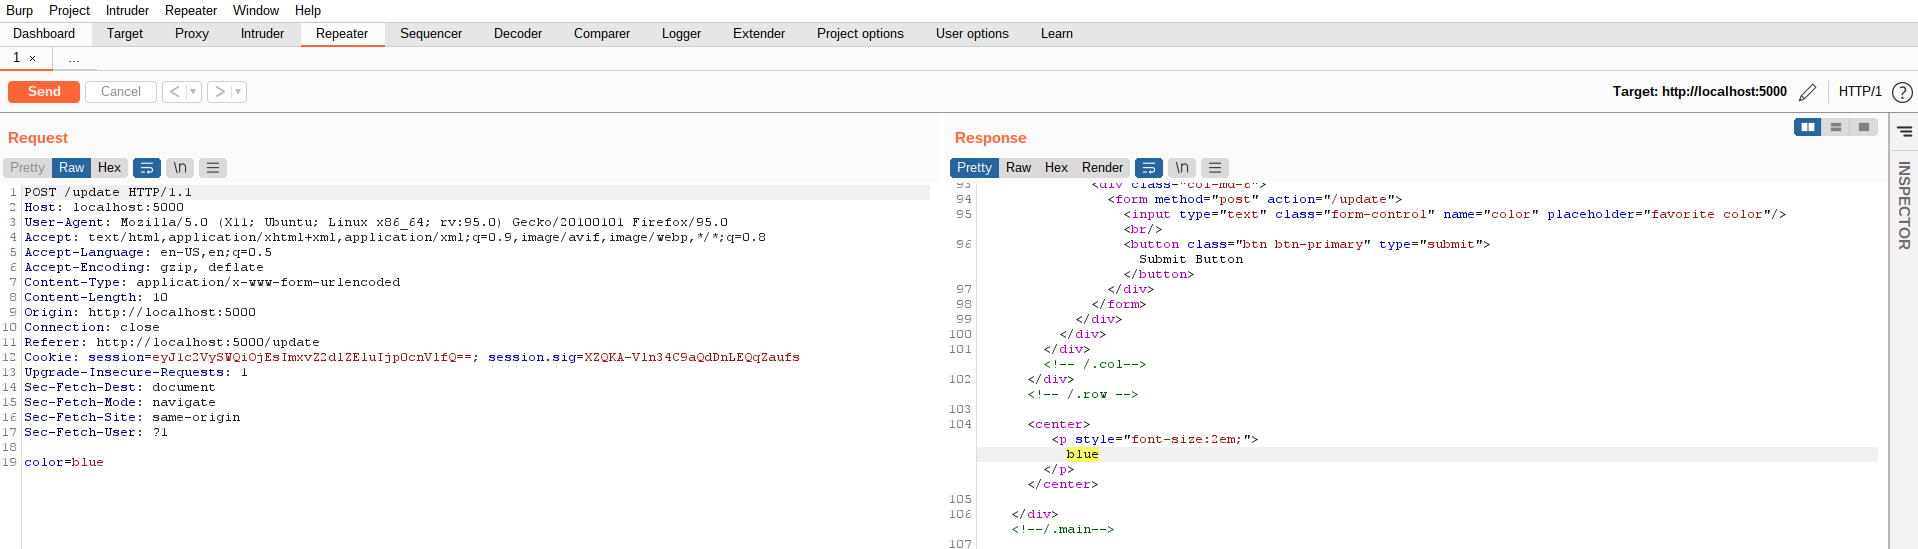 Burp Project Intruder Repeater Window Help
Dashboard Target Proxy Intruder Repeater Sequencer Decoder Comparer Logger Extender Project options User options Learn
1 × ...
Send Cancel < ▾ > ▾ Target: http://localhost:5000 HTTP/1 ?
Request
Pretty Raw Hex \n
1 POST /update HTTP/1.1
2 Host: localhost:5000
3 User-Agent: Mozilla/5.0 (X11; Ubuntu; Linux x86_64; rv:95.0) Gecko/20100101 Firefox/95.0
4 Accept: text/html,application/xhtml+xml,application/xml;q=0.9,image/avif,image/webp,*/*;q=0.8
5 Accept-Language: en-US,en;q=0.5
6 Accept-Encoding: gzip, deflate
7 Content-Type: application/x-www-form-urlencoded
8 Content-Length: 10
9 Origin: http://localhost:5000
10 Connection: close
11 Referer: http://localhost:5000/update
12 Cookie: session=eyJ1c2VySWQiOjEsImxvZ2dlZEluIjp0cnVlfQ==; session.sig=XZQKA-Vln34C9aQdDnLEQqZaufs
13 Upgrade-Insecure-Requests: 1
14 Sec-Fetch-Dest: document
15 Sec-Fetch-Mode: navigate
16 Sec-Fetch-Site: same-origin
17 Sec-Fetch-User: ?1
18
19 color=blue
Response
Pretty Raw Hex Render \n
INSPECTOR
93 <div class="col-md-6">
94 <form method="post" action="/update">
95 <input type="text" class="form-control" name="color" placeholder="favorite color"/>
<br/>
96 <button class="btn btn-primary" type="submit">
Submit Button
</button>
97 </div>
98 </form>
99 </div>
100 </div>
101 </div>
<!-- /.col-->
102 </div>
<!-- /.row -->
103
104 <center>
<p style="font-size:2em;">
blue
</p>
</center>
105
106 </div>
<!--/.main-->
107